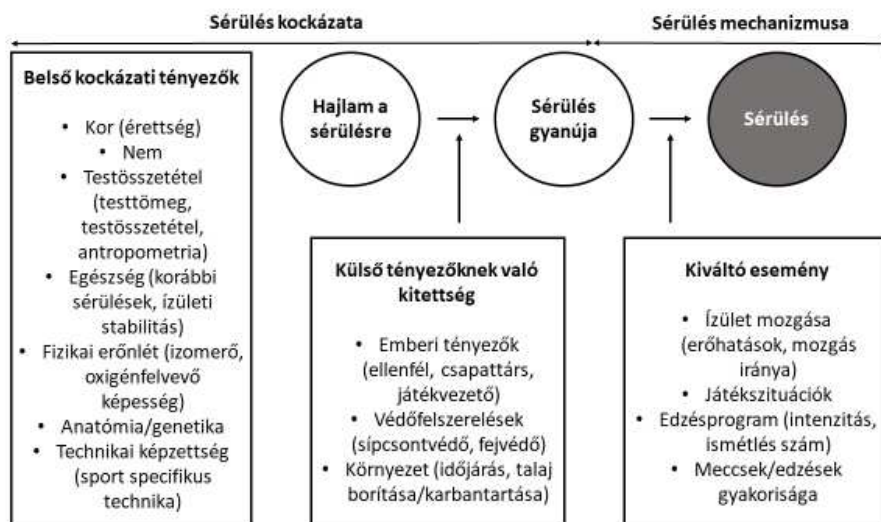 Sérülés kockázata
Sérülés mechanizmusa
Belső kockázati tényezők
• Kor (érettség)
• Nem
• Testösszetétel
(testtömeg,
testösszetétel,
antropometria)
• Egészség (korábbi
sérülések, ízületi
stabilitás)
• Fizikai erőnlét (izomerő,
oxigénfelvevő
képesség)
• Anatómia/genetika
• Technikai képzettség
(sport specifikus
technika)
Hajlam a
sérülésre
Sérülés
gyanúja
Sérülés
Külső tényezőknek való
kitettség
• Emberi tényezők
(ellenfél, csapattárs,
játékvezető)
• Védőfelszerelések
(sípcsontvédő, fejvédő)
• Környezet (időjárás, talaj
borítása/karbantartása)
Kiváltó esemény
• Ízület mozgása
(erőhatások, mozgás
iránya)
• Játékszituációk
• Edzésprogram (intenzitás,
ismétlés szám)
• Meccsek/edzések
gyakorisága